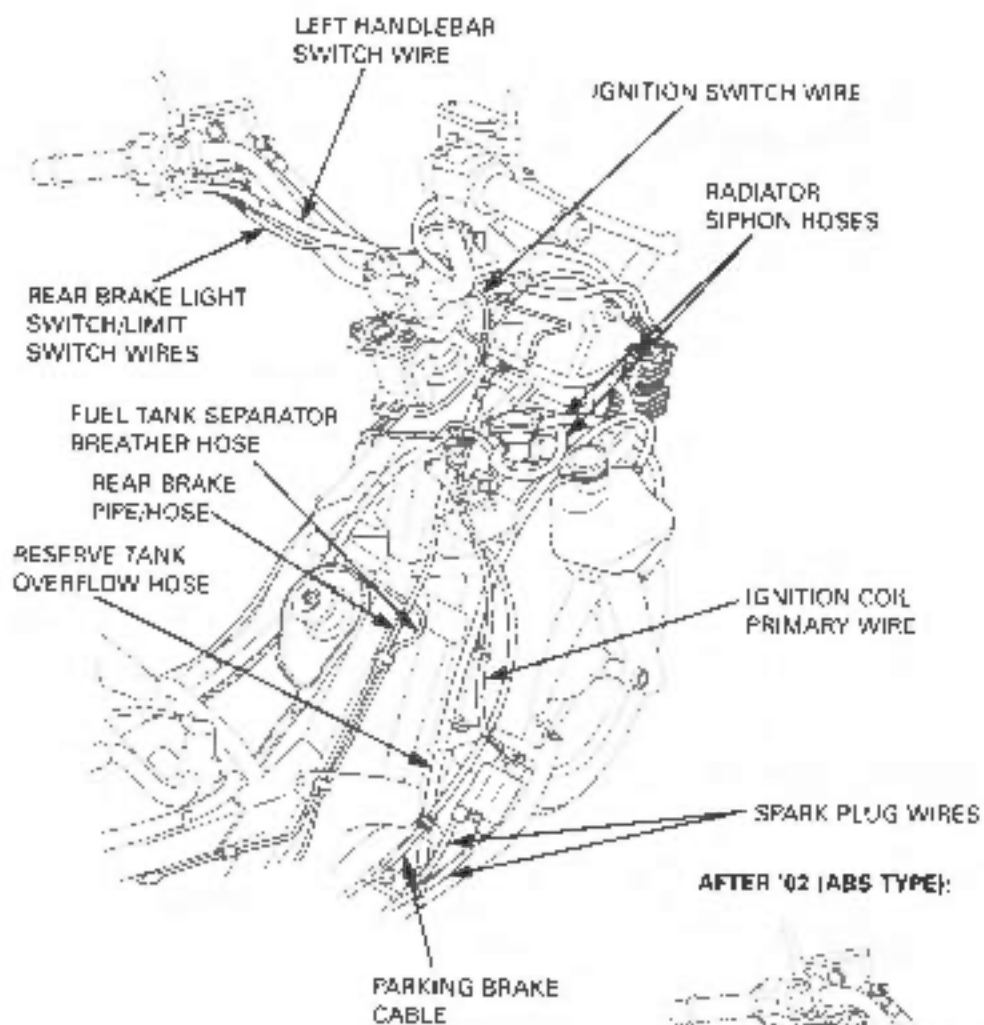 LEFT HANDLEBAR
SWITCH WIRE
IGNITION SWITCH WIRE
RADIATOR
SIPHON HOSES
REAR BRAKE LIGHT
SWITCH/LIMIT
SWITCH WIRES
FUEL TANK SEPARATOR
BREATHER HOSE
REAR BRAKE
PIPE/HOSE
RESERVE TANK
OVERFLOW HOSE
IGNITION COIL
PRIMARY WIRE
SPARK PLUG WIRES
AFTER '02 (ABS TYPE):
PARKING BRAKE
CABLE